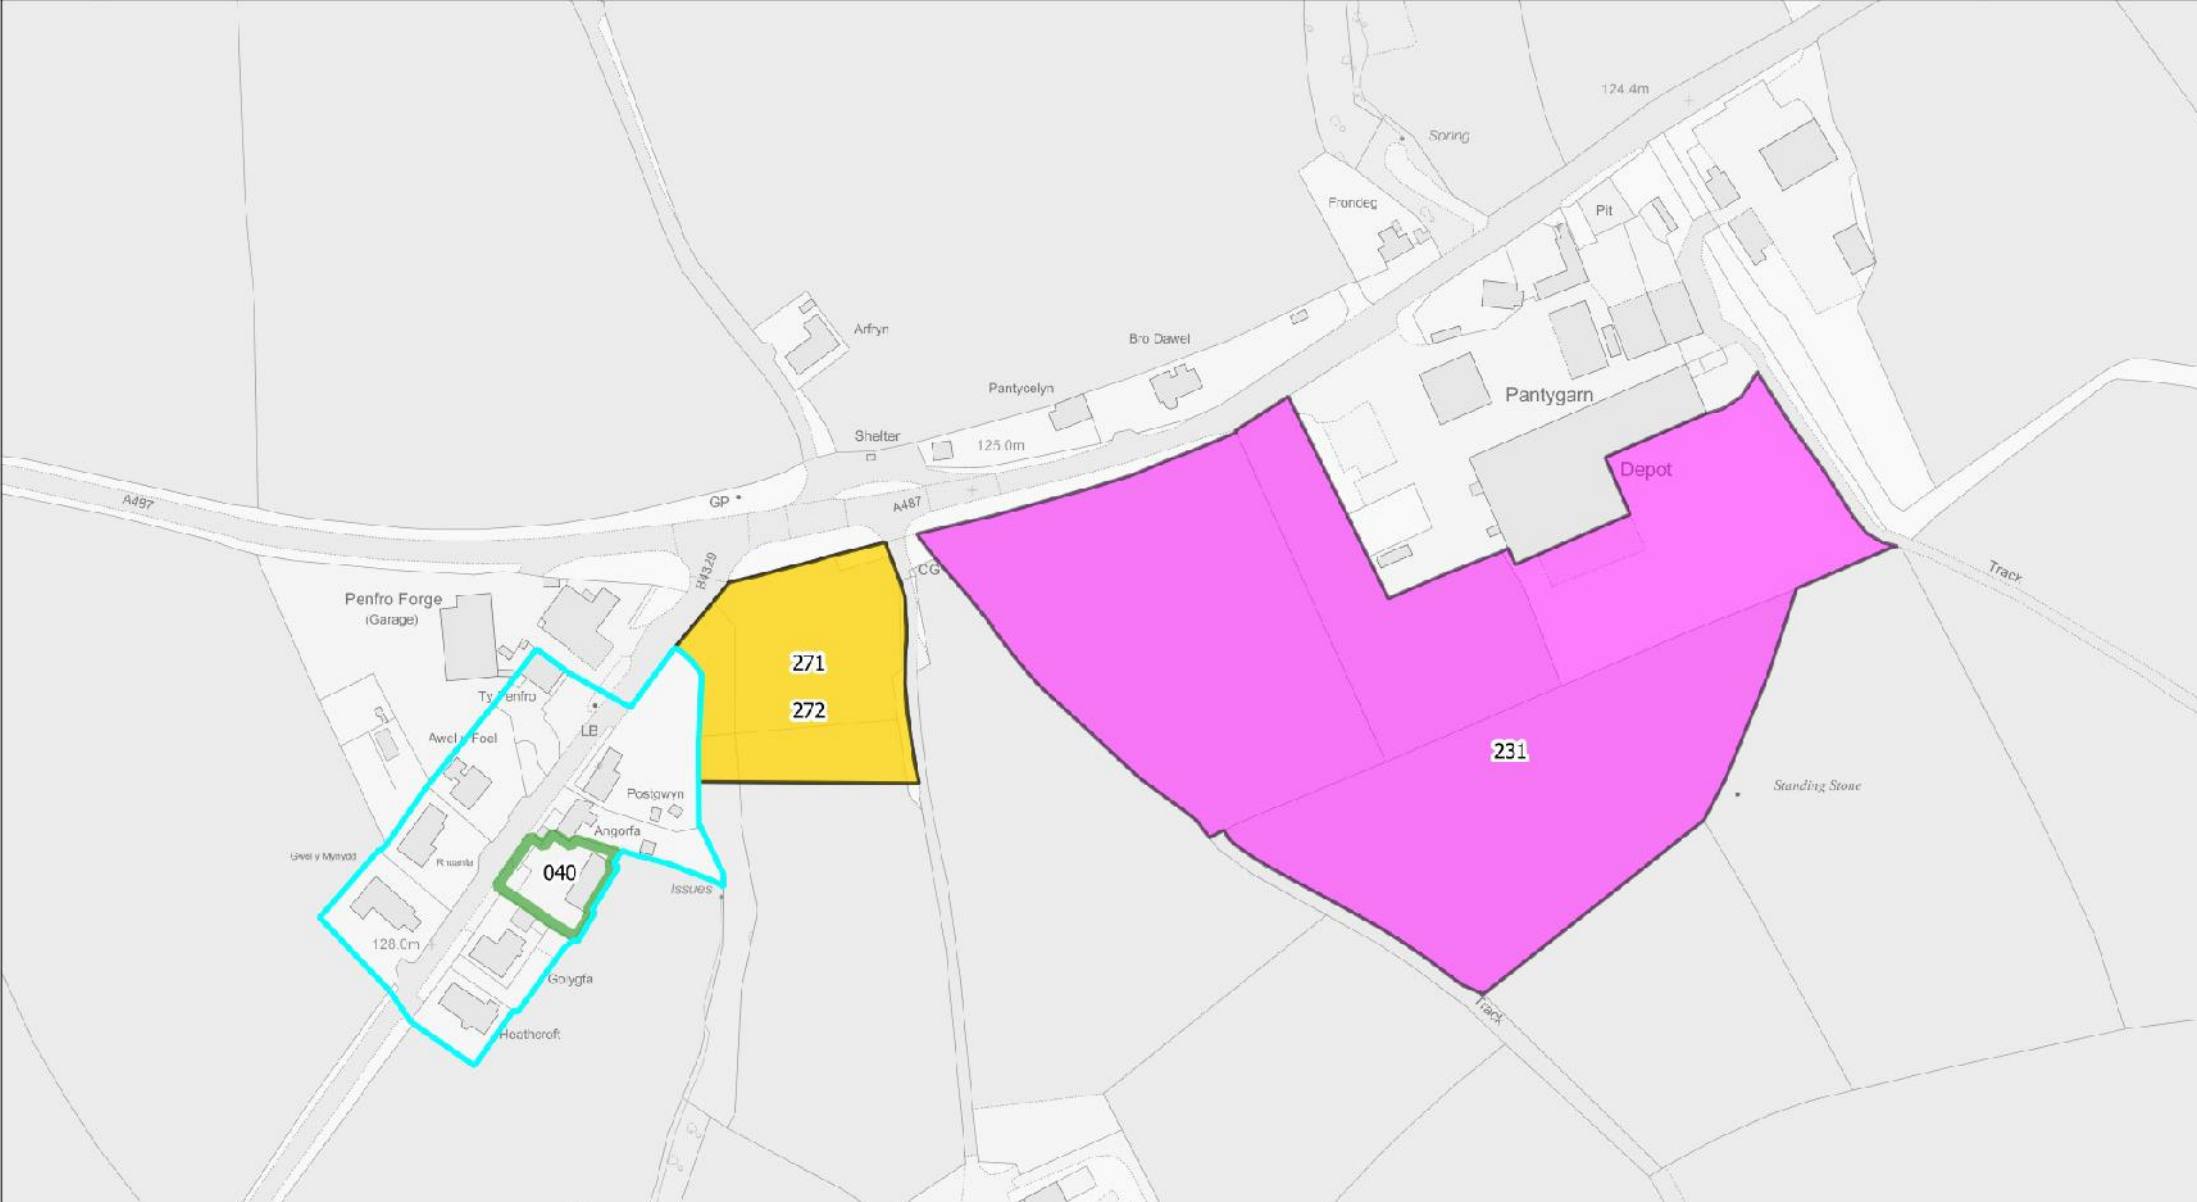 124.4m
Spring
Frondeg
Pit
Arfryn
Bro Dawel
Pantycelyn
Pantygarn
Shelter
125.0m
Depot
A487
GP
A487
B4329
CG
Track
Penfro Forge
(Garage)
271
Ty Penfro
272
LB
Awel y Foel
231
Standing Stone
Postgwyn
Angorfa
Gwel y Mynydd
Rhuanfa
040
Issues
128.0m
Golygfa
Track
Heathcroft